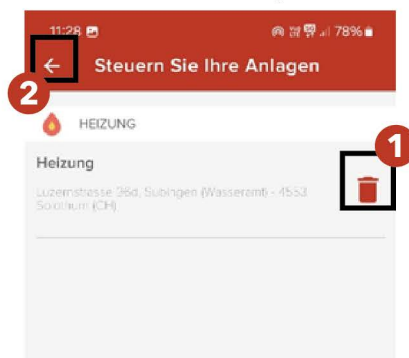 11:28 78%
← Steuern Sie Ihre Anlagen
2
HEIZUNG
1
Heizung
Luzernstrasse 36d, Subingen (Wasseramt) - 4553
Solothurn (CH)